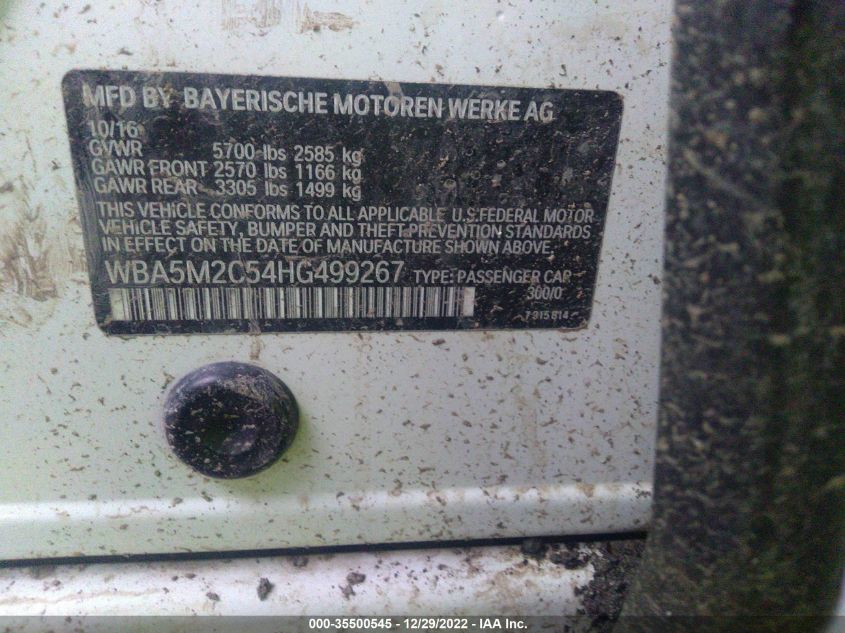 MFD BY BAYERISCHE MOTOREN WERKE AG
10/16
GVWR 5700 lbs 2585 kg
GAWR FRONT 2570 lbs 1166 kg
GAWR REAR 3305 lbs 1499 kg
THIS VEHICLE CONFORMS TO ALL APPLICABLE U.S.FEDERAL MOTOR
VEHICLE SAFETY, BUMPER AND THEFT PREVENTION STANDARDS
IN EFFECT ON THE DATE OF MANUFACTURE SHOWN ABOVE.
WBA5M2C54HG499267 TYPE: PASSENGER CAR
300/0
7 915 814
000-35500545 - 12/29/2022 - IAA Inc.